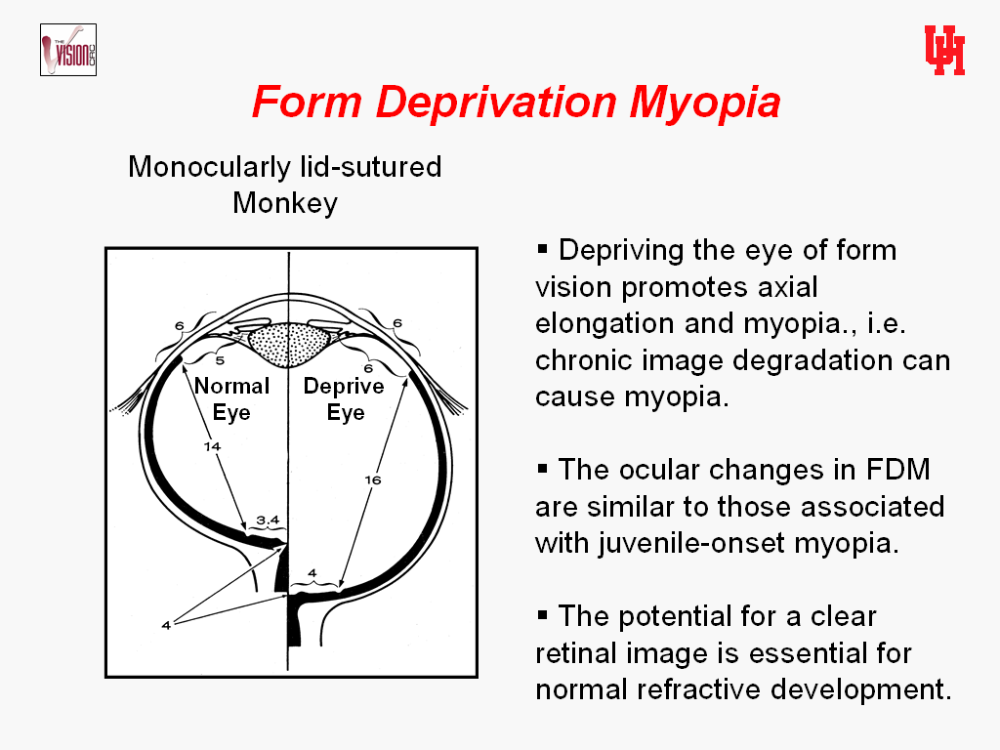 THE
VISION
CRC
UH
Form Deprivation Myopia
Monocularly lid-sutured
Monkey
6
6
5
6
Normal
Eye
Deprive
Eye
14
16
3.4
4
4
▪ Depriving the eye of form
vision promotes axial
elongation and myopia., i.e.
chronic image degradation can
cause myopia.
▪ The ocular changes in FDM
are similar to those associated
with juvenile-onset myopia.
▪ The potential for a clear
retinal image is essential for
normal refractive development.